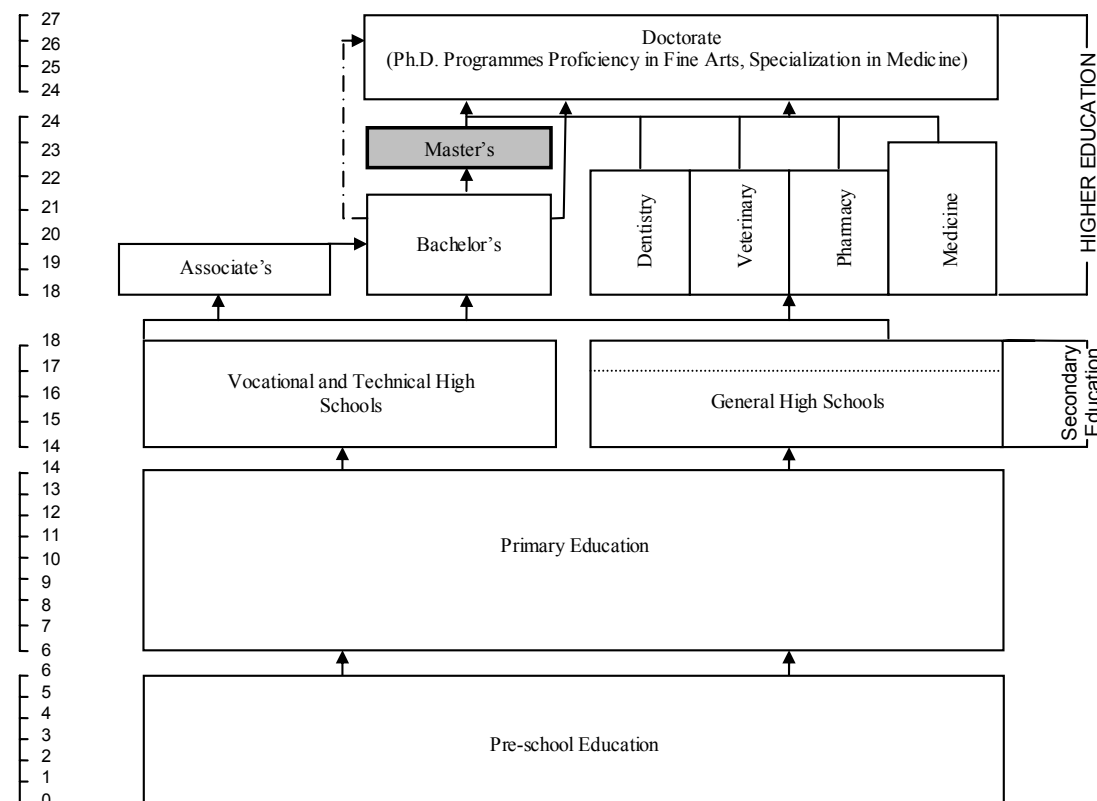 27
26
25
24
Doctorate
(Ph.D. Programmes Proficiency in Fine Arts, Specialization in Medicine)
24
23
22
21
20
19
18
Master's
Bachelor's
Associate's
Dentistry
Veterinary
Pharmacy
Medicine
HIGHER EDUCATION
18
17
16
15
14
Vocational and Technical High
Schools
General High Schools
Secondary
Education
14
13
12
11
10
9
8
7
6
Primary Education
6
5
4
3
2
1
0
Pre-school Education